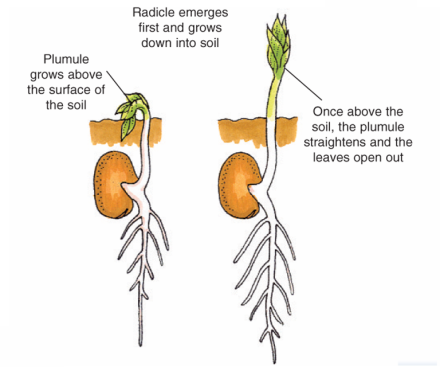 Radicle emerges
first and grows
down into soil
Plumule
grows above
the surface of
the soil
Once above the
soil, the plumule
straightens and the
leaves open out